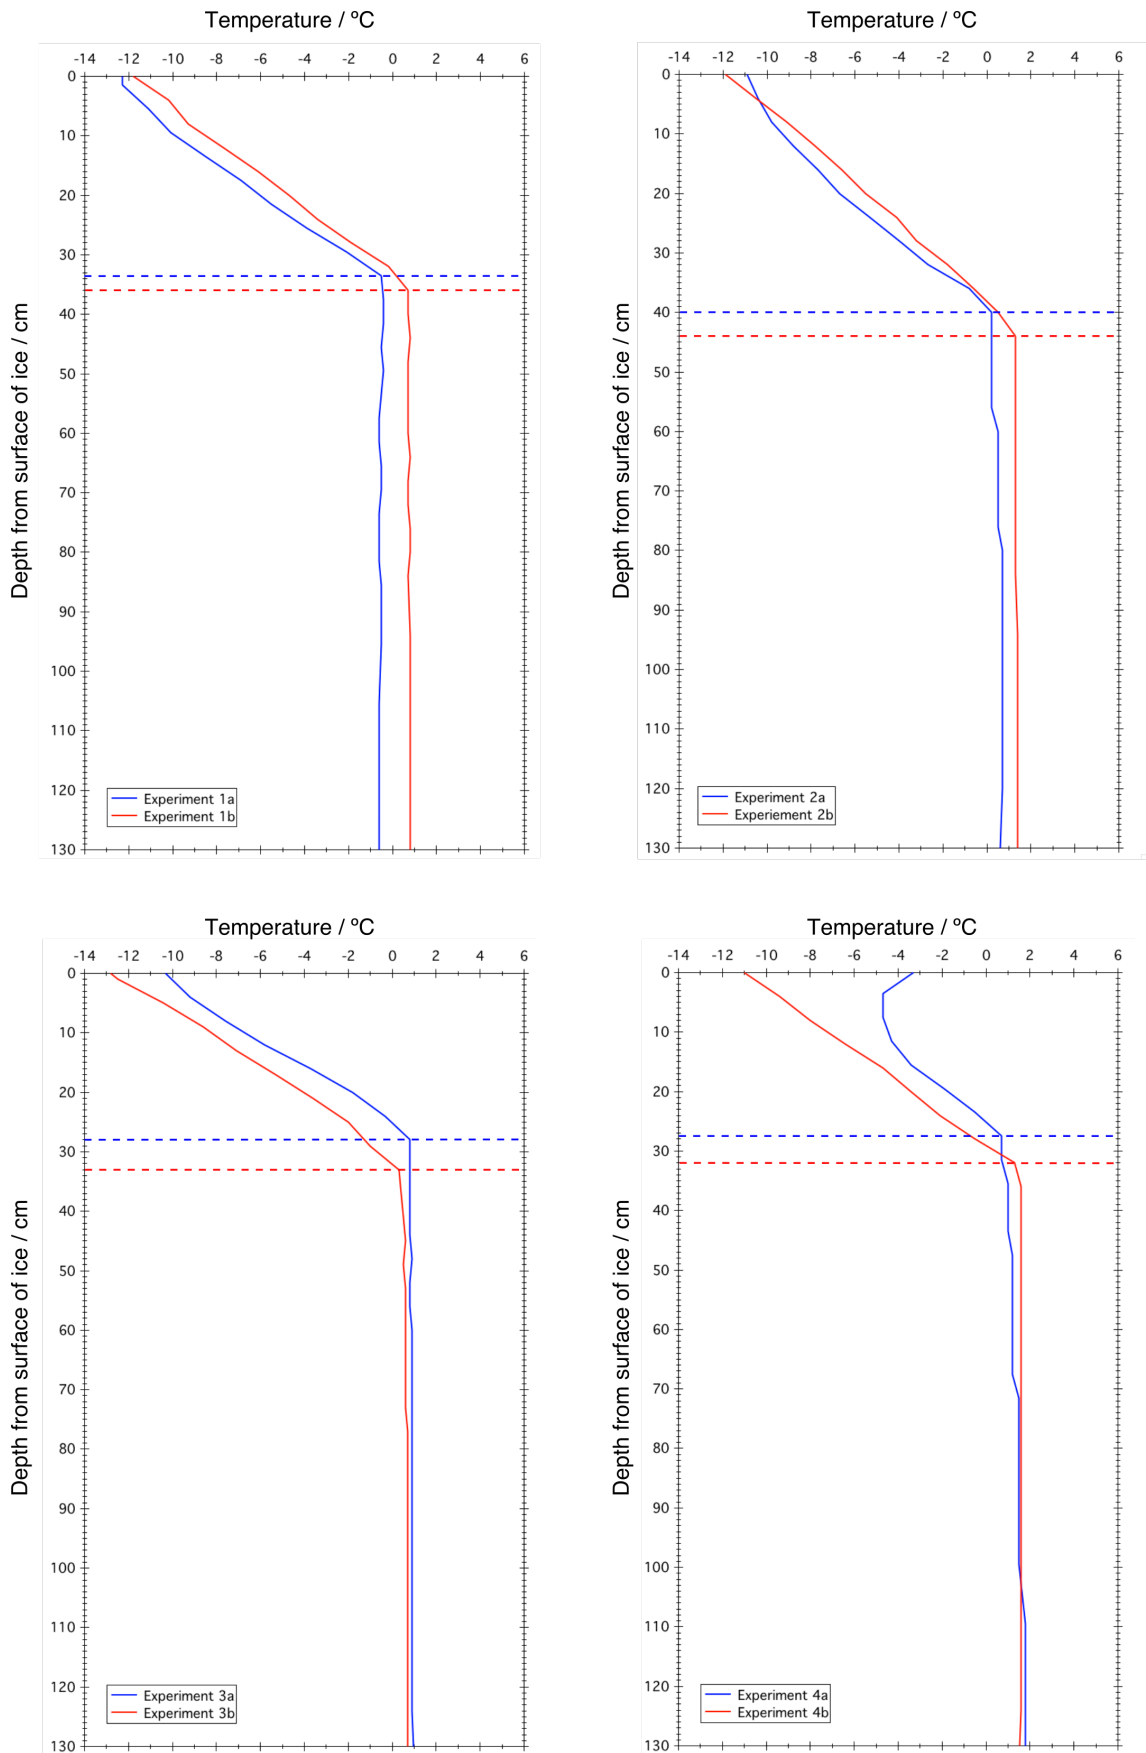 Temperature / ºC
-14 -12 -10 -8 -6 -4 -2 0 2 4 6
0
10
20
30
40
50
60
70
80
90
100
110
120
130
Depth from surface of ice / cm
Experiment 1a
Experiment 1b
Temperature / ºC
-14 -12 -10 -8 -6 -4 -2 0 2 4 6
0
10
20
30
40
50
60
70
80
90
100
110
120
130
Depth from surface of ice / cm
Experiment 2a
Experiement 2b
Temperature / ºC
-14 -12 -10 -8 -6 -4 -2 0 2 4 6
0
10
20
30
40
50
60
70
80
90
100
110
120
130
Depth from surface of ice / cm
Experiment 3a
Experiment 3b
Temperature / ºC
-14 -12 -10 -8 -6 -4 -2 0 2 4 6
0
10
20
30
40
50
60
70
80
90
100
110
120
130
Depth from surface of ice / cm
Experiment 4a
Experiment 4b